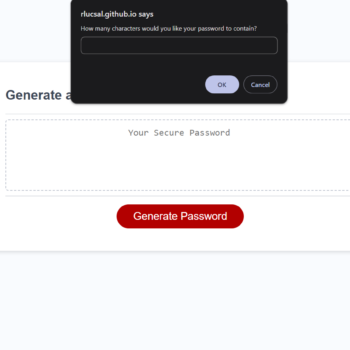 rlucsal.github.io says
How many characters would you like your password to contain?
OK
Cancel
Generate a
Your Secure Password
Generate Password